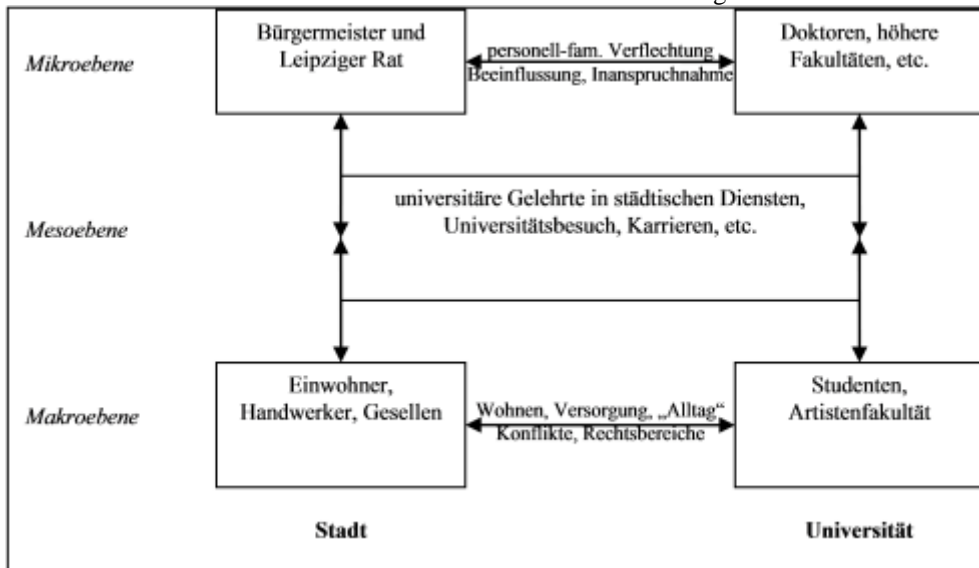 Bürgermeister und
Leipziger Rat
Doktoren, höhere
Fakultäten, etc.
Mikroebene
personell-fam. Verflechtung
Beeinflussung, Inanspruchnahme
universitäre Gelehrte in städtischen Diensten,
Universitätsbesuch, Karrieren, etc.
Mesoebene
Einwohner,
Handwerker, Gesellen
Studenten,
Artistenfakultät
Makroebene
Wohnen, Versorgung, „Alltag“
Konflikte, Rechtsbereiche
Stadt
Universität